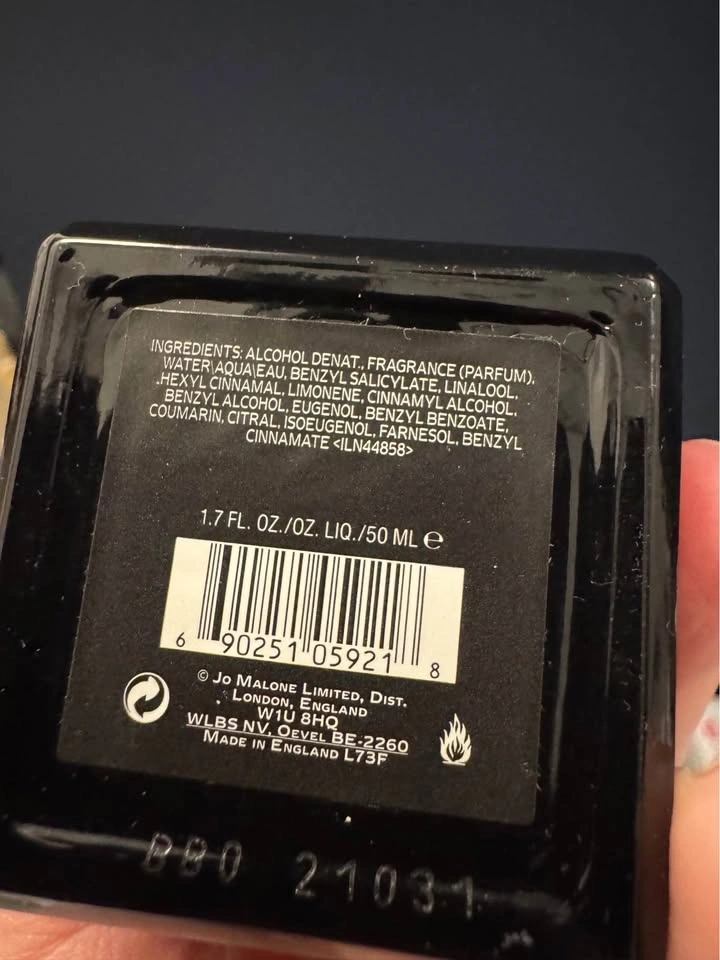 INGREDIENTS: ALCOHOL DENAT., FRAGRANCE (PARFUM),
WATER\AQUA\EAU, BENZYL SALICYLATE, LINALOOL,
HEXYL CINNAMAL, LIMONENE, CINNAMYL ALCOHOL,
BENZYL ALCOHOL, EUGENOL, BENZYL BENZOATE,
COUMARIN, CITRAL, ISOEUGENOL, FARNESOL, BENZYL
CINNAMATE <ILN44858>
1.7 FL. OZ./OZ. LIQ./50 ML ℮
6 90251 05921 8
© JO MALONE LIMITED, DIST.
LONDON, ENGLAND
W1U 8HQ
WLBS NV, OEVEL BE-2260
MADE IN ENGLAND L73F
BB0 21031